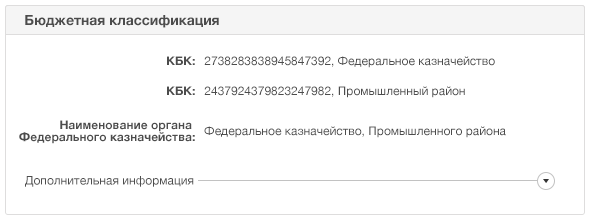 Бюджетная классификация
КБК: 2738283838945847392, Федеральное казначейство
КБК: 2437924379823247982, Промышленный район
Наименование органа
Федерального казначейства: Федеральное казначейство, Промышленного района
Дополнительная информация